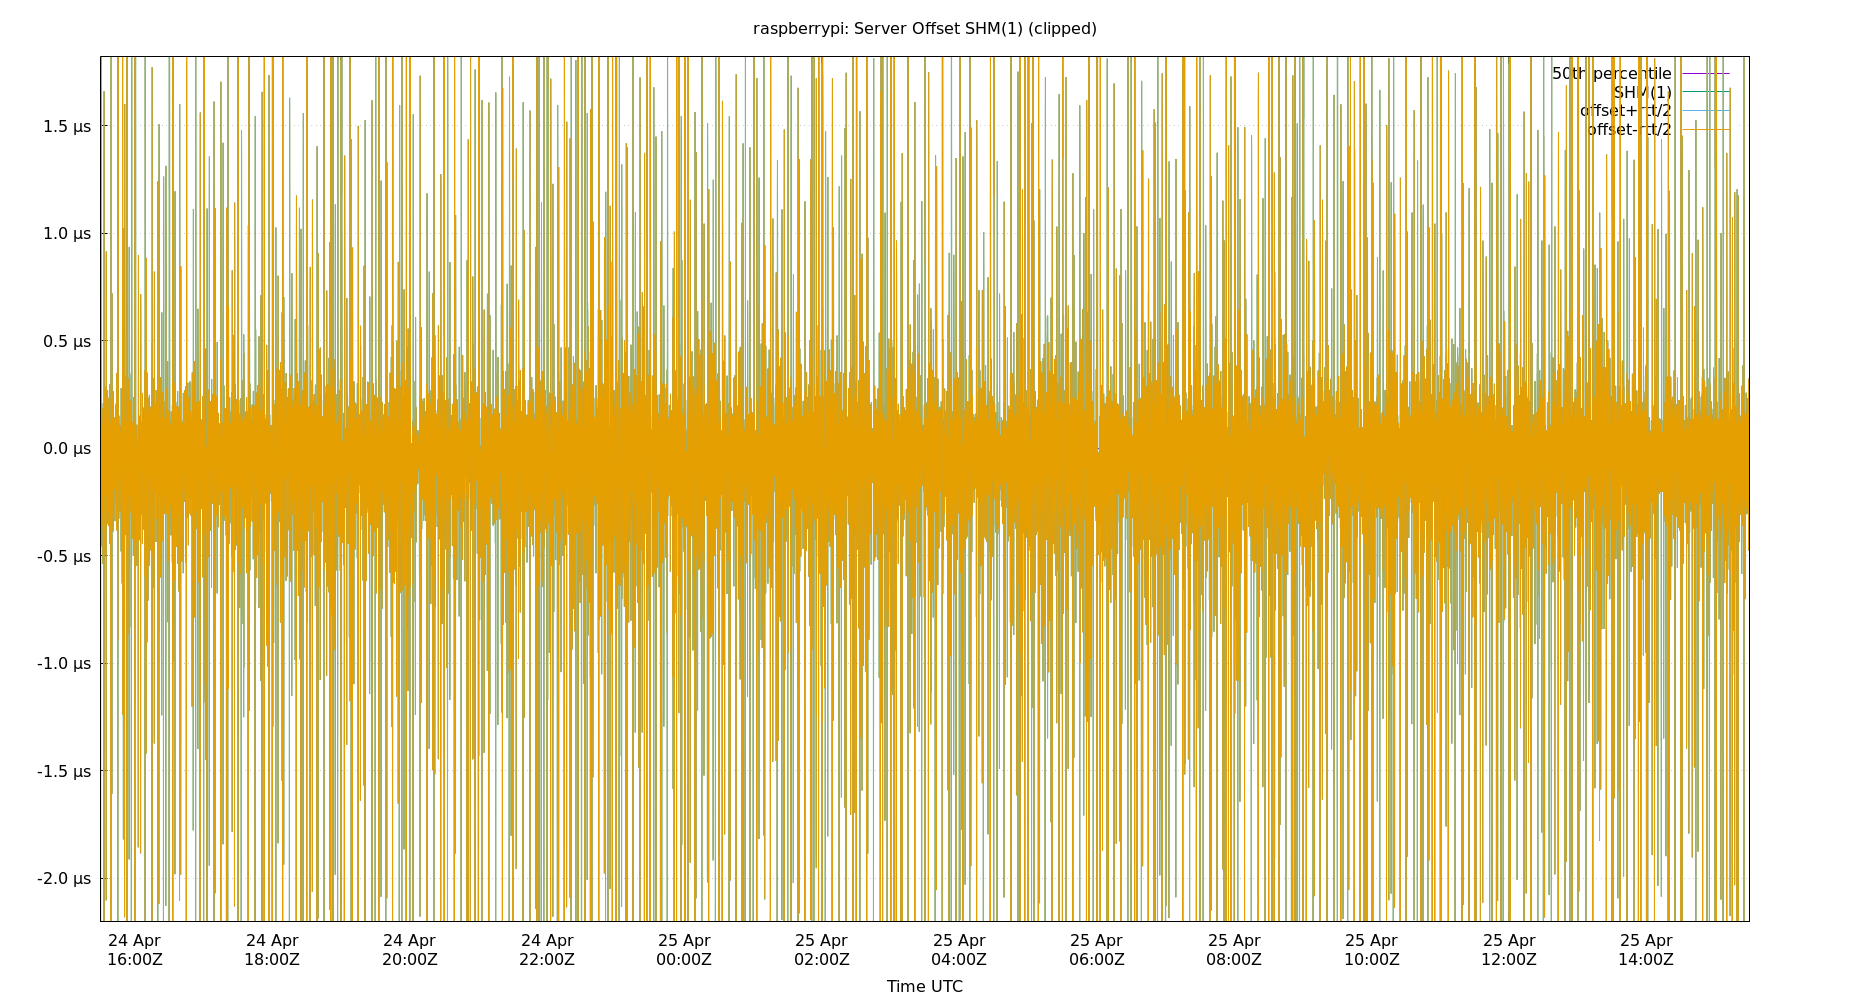 raspberrypi: Server Offset SHM(1) (clipped)
50th percentile
SHM(1)
offset+rtt/2
offset-rtt/2
1.5 µs
1.0 µs
0.5 µs
0.0 µs
-0.5 µs
-1.0 µs
-1.5 µs
-2.0 µs
24 Apr 24 Apr 24 Apr 24 Apr 25 Apr 25 Apr 25 Apr 25 Apr 25 Apr 25 Apr 25 Apr 25 Apr
16:00Z 18:00Z 20:00Z 22:00Z 00:00Z 02:00Z 04:00Z 06:00Z 08:00Z 10:00Z 12:00Z 14:00Z
Time UTC